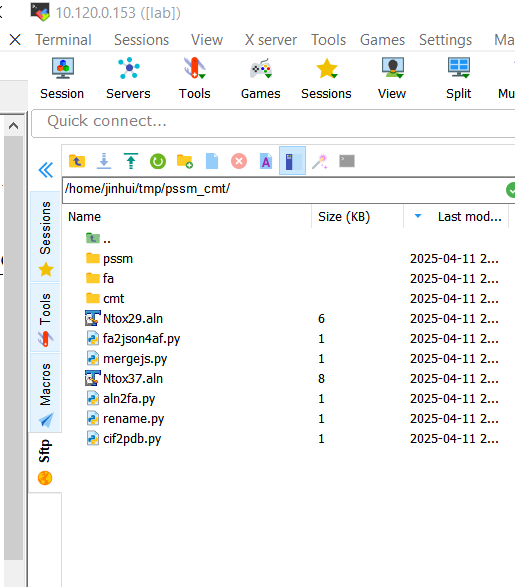 10.120.0.153 ([lab])
Terminal Sessions View X server Tools Games Settings Ma
Session Servers Tools Games Sessions View Split Mu
Quick connect...
/home/jinhui/tmp/pssm_cmt/
Name Size (KB) Last mod...
..
pssm 2025-04-11 2...
fa 2025-04-11 2...
cmt 2025-04-11 2...
Ntox29.aln 6 2025-04-11 2...
fa2json4af.py 1 2025-04-11 2...
mergejs.py 1 2025-04-11 2...
Ntox37.aln 8 2025-04-11 2...
aln2fa.py 1 2025-04-11 2...
rename.py 1 2025-04-11 2...
cif2pdb.py 1 2025-04-11 2...
Sessions
Tools
Macros
Sftp